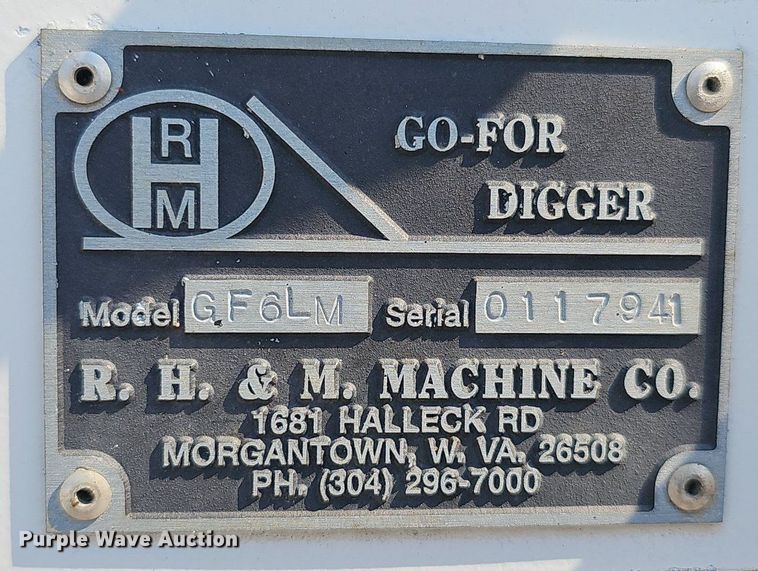 R
H
M
GO-FOR
DIGGER
Model GF6LM Serial 0117941
R. H. & M. MACHINE CO.
1681 HALLECK RD
MORGANTOWN, W. VA. 26508
PH. (304) 296-7000
Purple Wave Auction